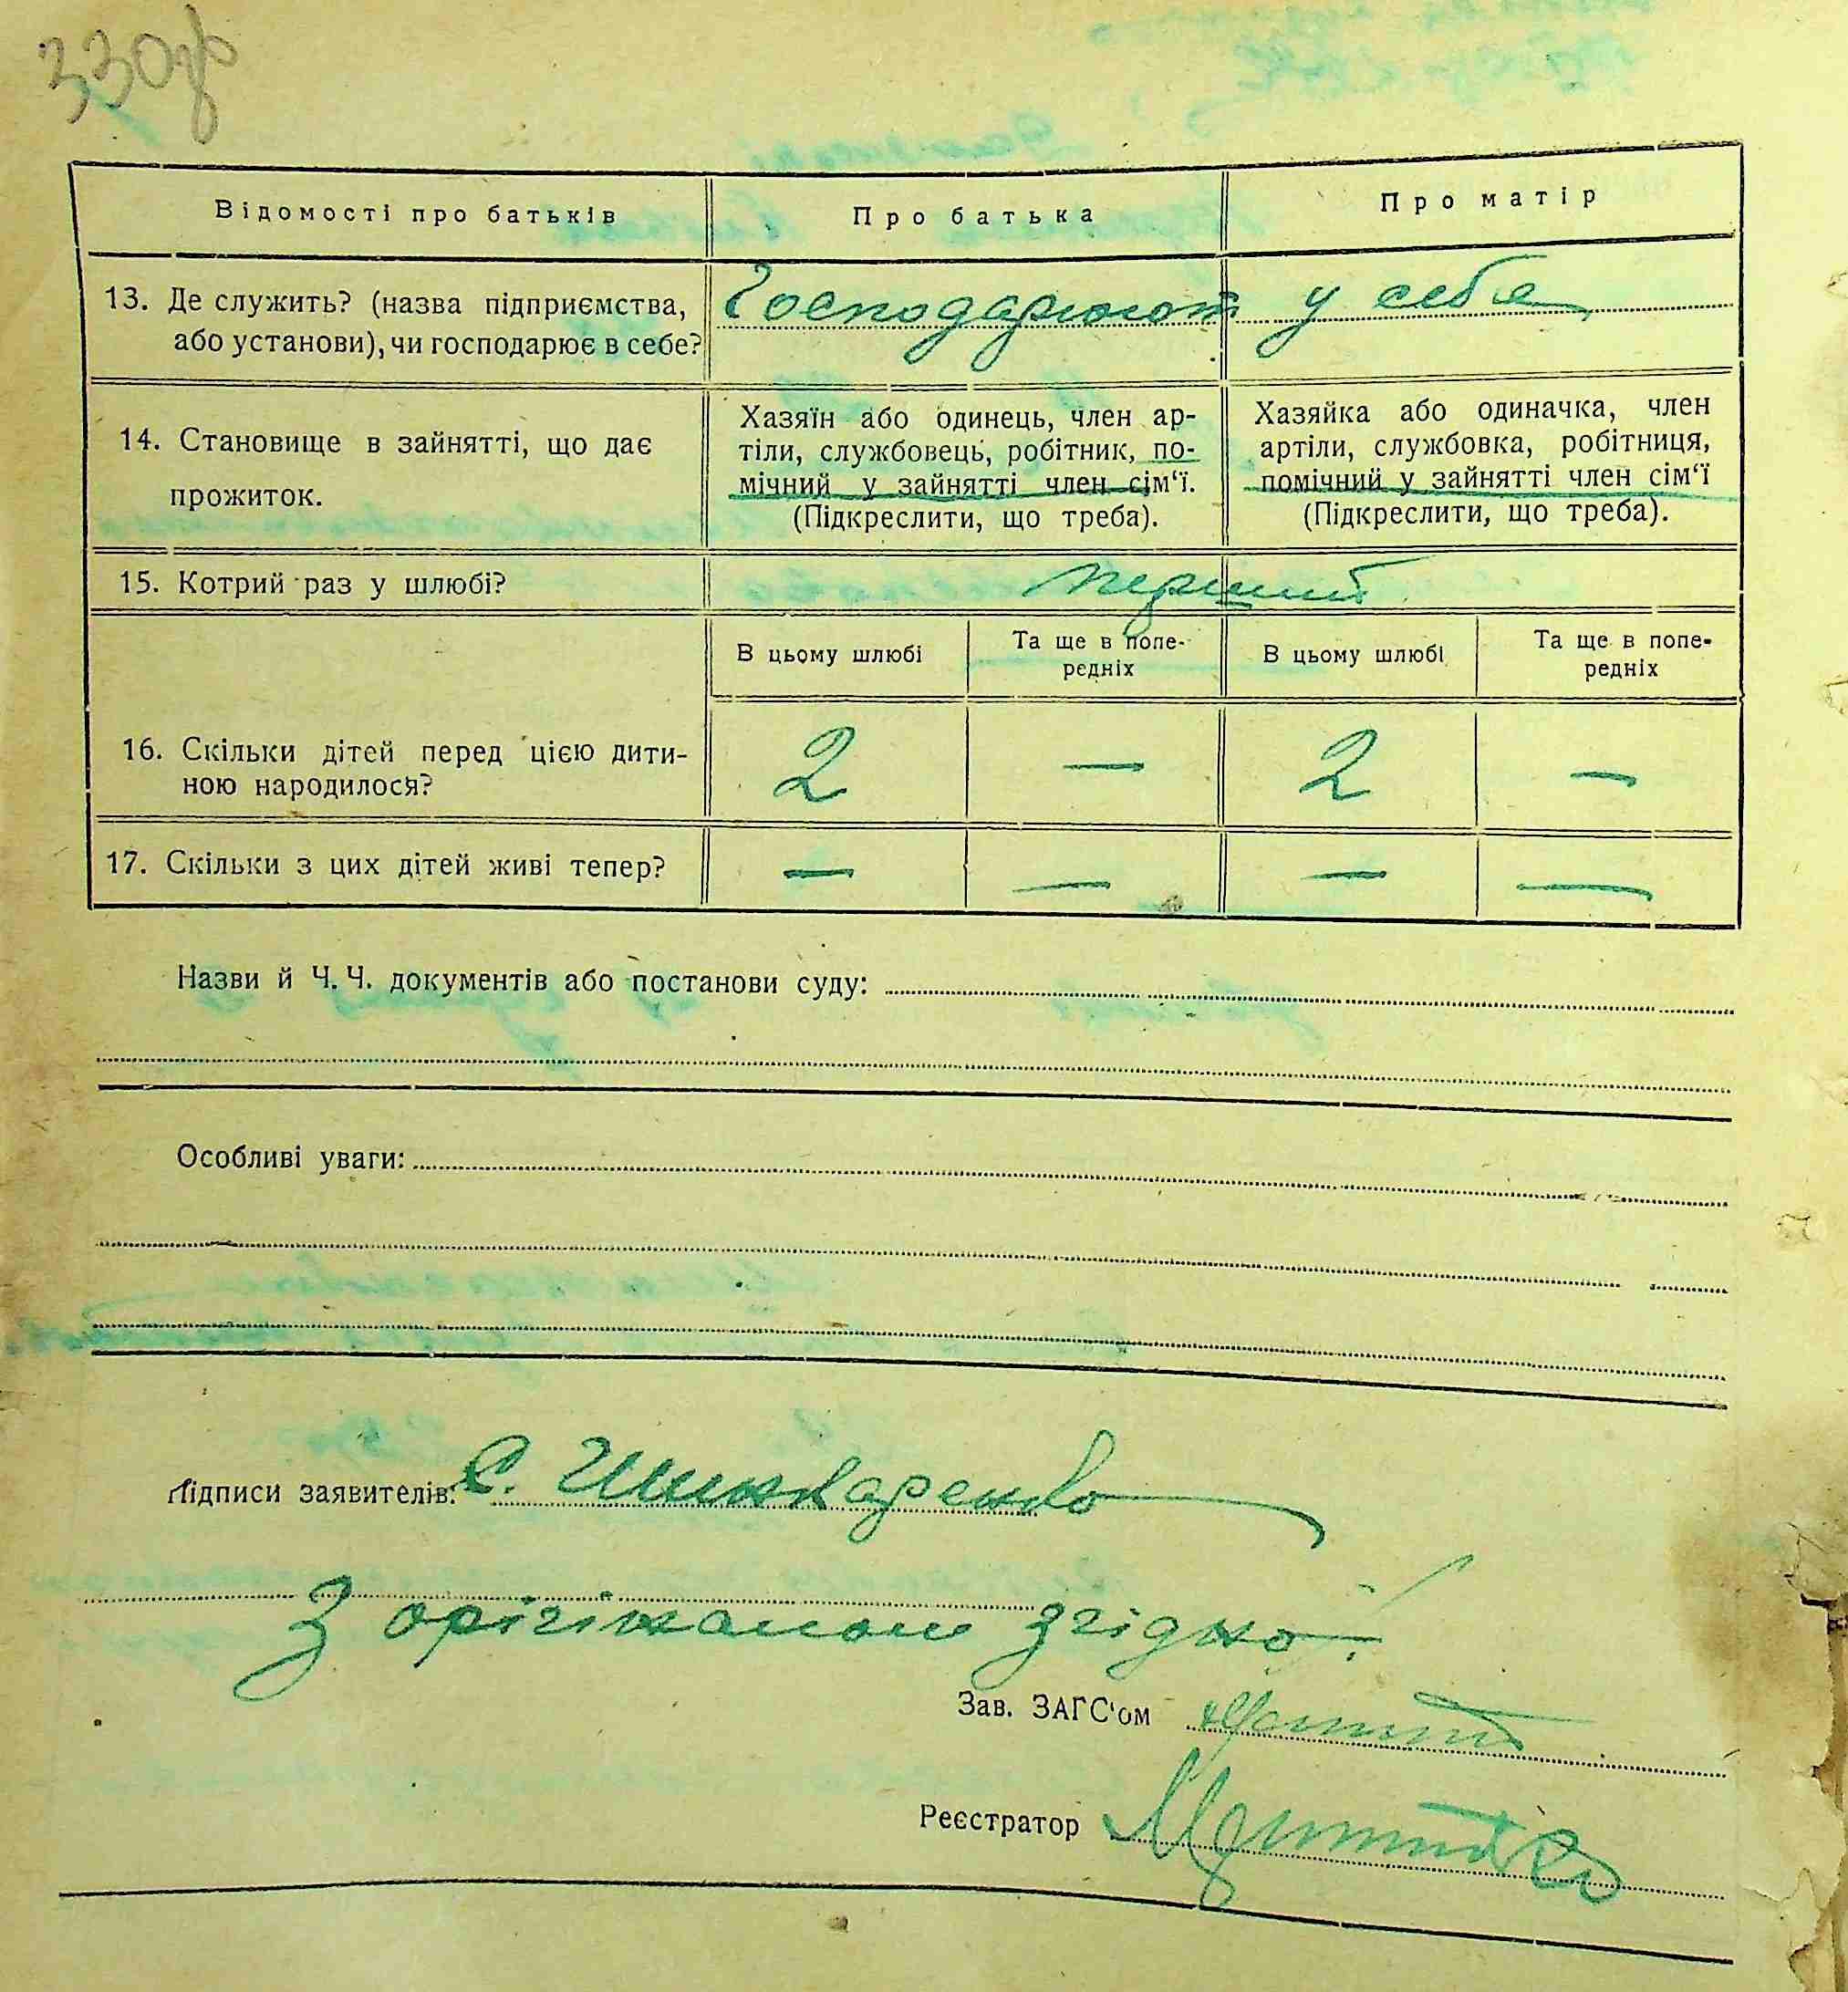 33об
Відомості про батьків
Про батька
Про матір
13. Де служить? (назва підприємства, або установи), чи господарює в себе?
Господарюют у себе
14. Становище в зайнятті, що дає прожиток.
Хазяїн або одинець, член ар-
тіли, службовець, робітник, по-
мічний у зайнятті член сім‘ї.
(Підкреслити, що треба).
Хазяйка або одиначка, член
артіли, службовка, робітниця,
помічний у зайнятті член сім‘ї
(Підкреслити, що треба).
15. Котрий раз у шлюбі?
перший
В цьому шлюбі
Та ще в попе-
редніх
В цьому шлюбі
Та ще в попе-
редніх
16. Скільки дітей перед цією дити-
ною народилося?
2 — 2 —
17. Скільки з цих дітей живі тепер?
— — — —
Назви й Ч. Ч. документів або постанови суду:
Особливі уваги:
Підписи заявителів: С. Шинкаренко
З орігіналом згідно:
Зав. ЗАГС‘ом
Реєстратор